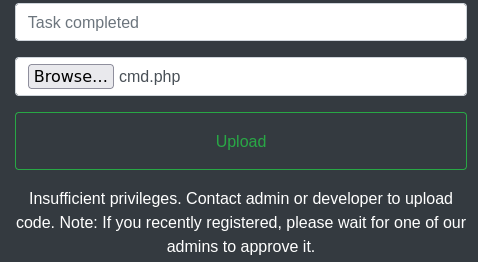 Task completed
Browse... cmd.php
Upload
Insufficient privileges. Contact admin or developer to upload
code. Note: If you recently registered, please wait for one of our
admins to approve it.